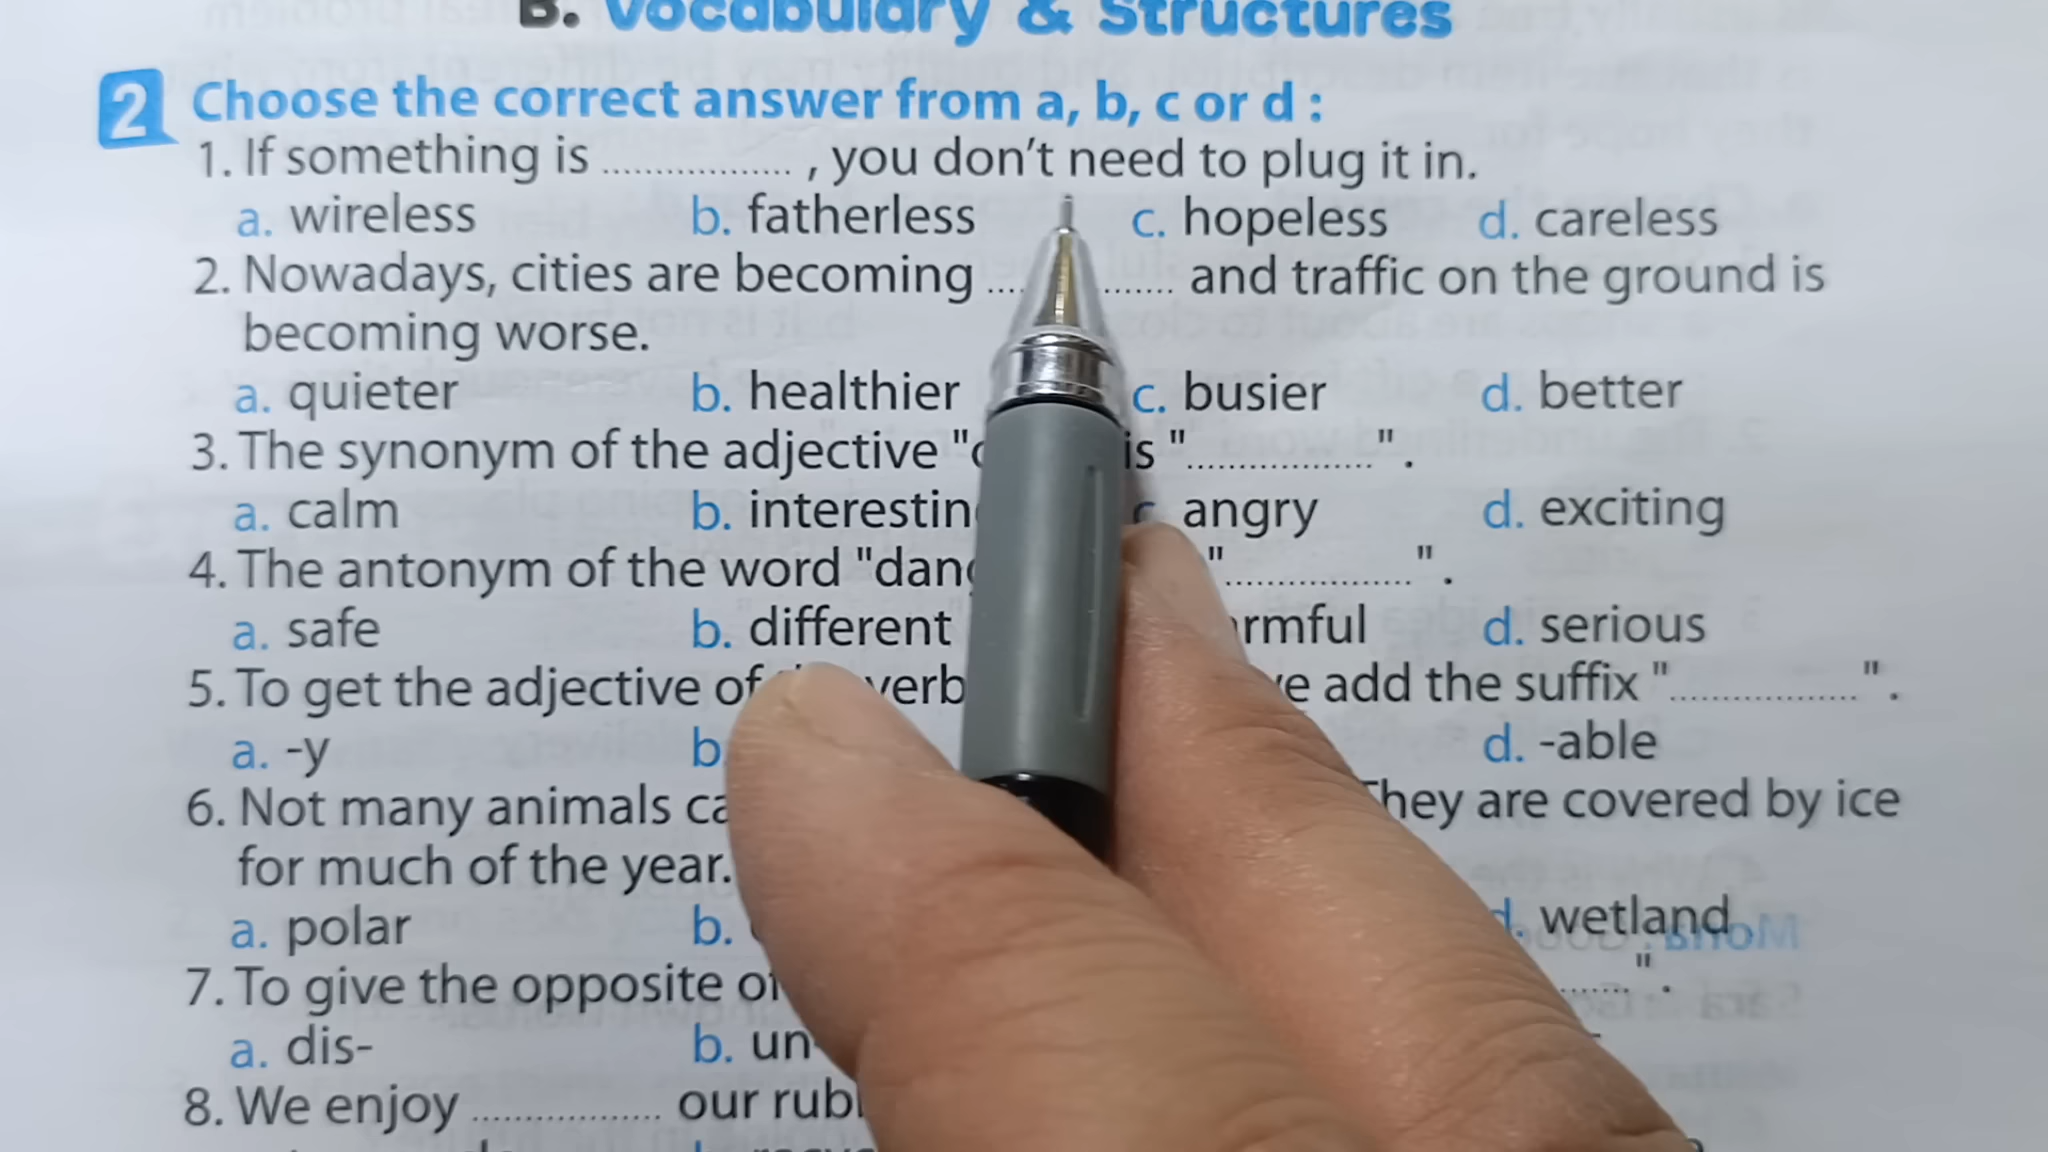 B. Vocabulary & Structures
2 Choose the correct answer from a, b, c or d :
1. If something is .................. , you don't need to plug it in.
a. wireless b. fatherless c. hopeless d. careless
2. Nowadays, cities are becoming .................. and traffic on the ground is
becoming worse.
a. quieter b. healthier c. busier d. better
3. The synonym of the adjective " is " .................. " .
a. calm b. interesting c. angry d. exciting
4. The antonym of the word " " .................. " .
a. safe b. different d. serious
5. To get the adjective of verb add the suffix " .................. " .
a. -y b. d. -able
6. Not many animals They are covered by ice
for much of the year.
a. polar b. d. wetland
7. To give the opposite of " .
a. dis- b. un-
8. We enjoy .................. our